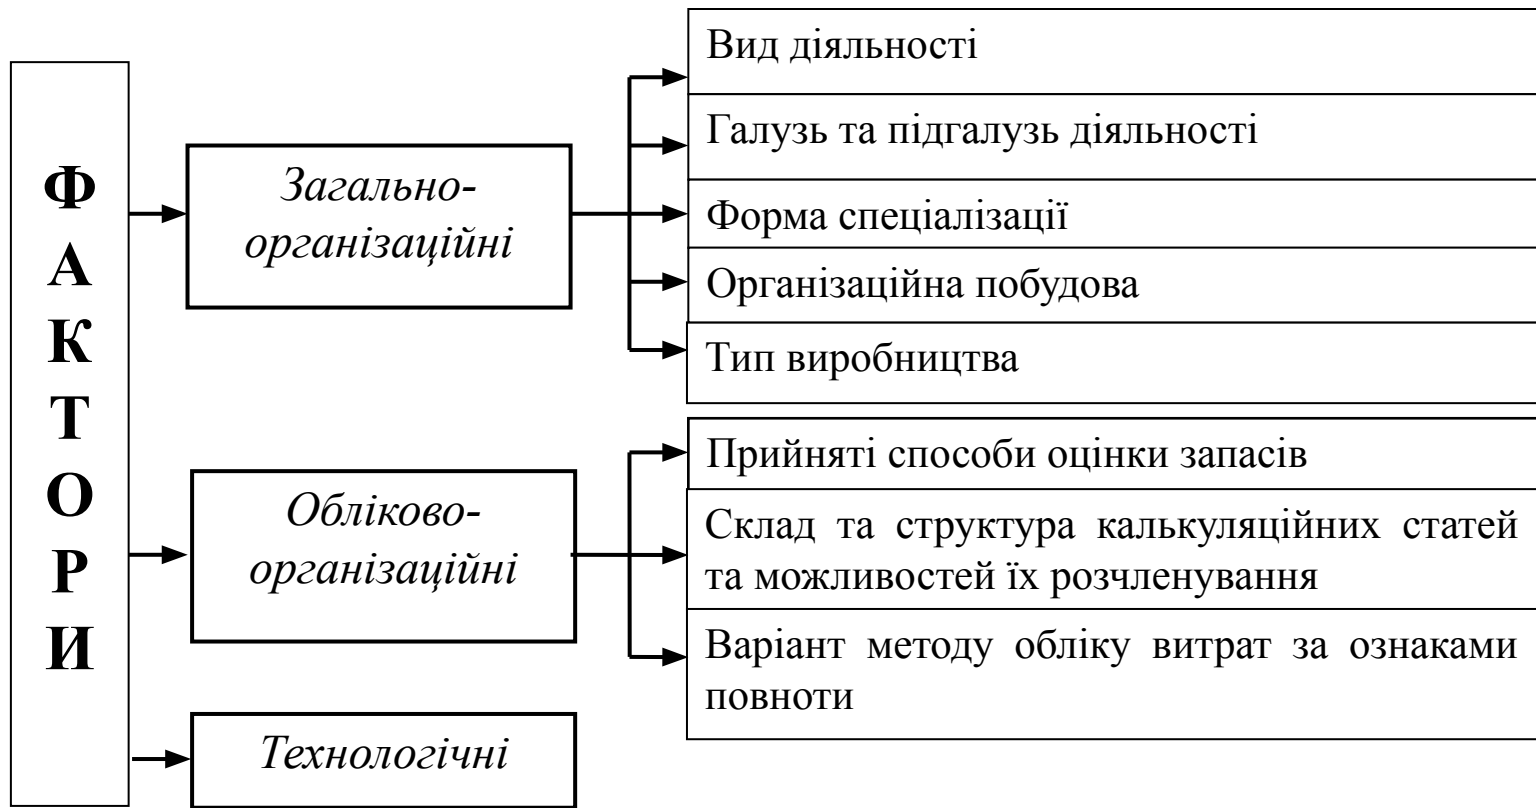 ФАКТОРИ
Загально-
організаційні
Вид діяльності
Галузь та підгалузь діяльності
Форма спеціалізації
Організаційна побудова
Тип виробництва
Обліково-
організаційні
Прийняті способи оцінки запасів
Склад та структура калькуляційних статей
та можливостей їх розчленування
Варіант методу обліку витрат за ознаками
повноти
Технологічні